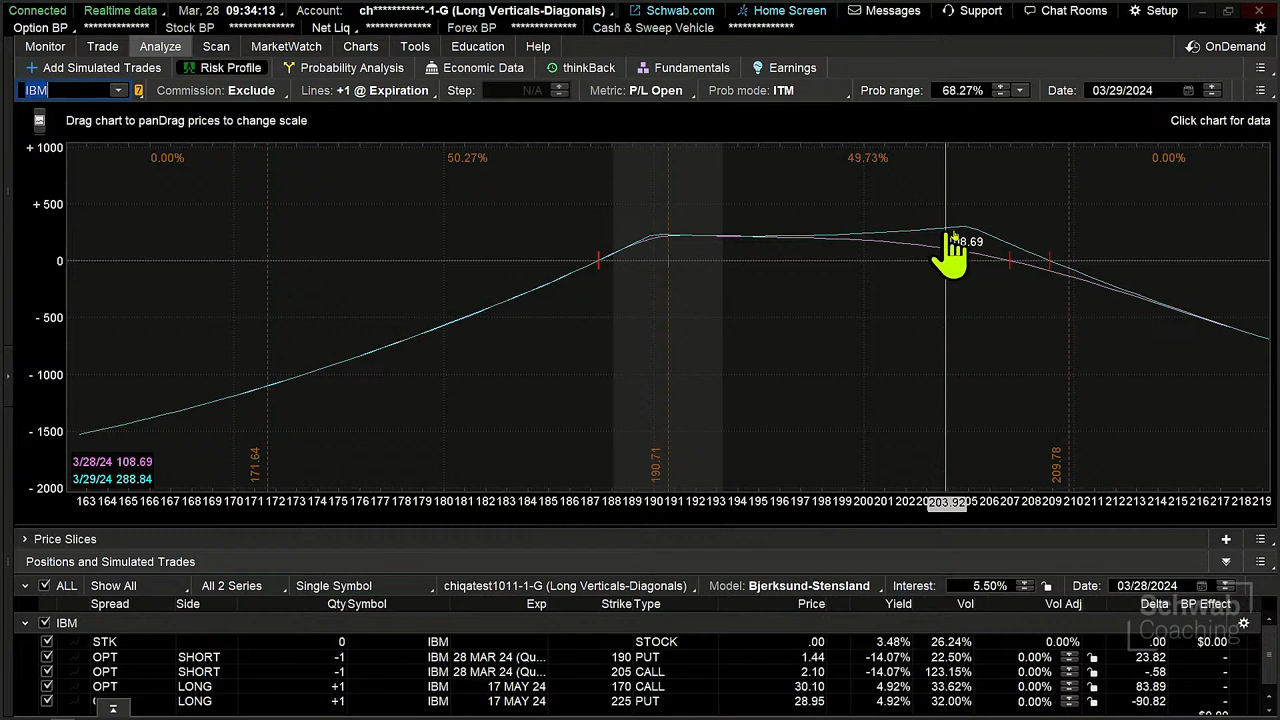 Connected Realtime data Mar, 28 09:34:13 Account: ch***********-1-G (Long Verticals-Diagonals) Schwab.com Home Screen Messages Support Chat Rooms Setup
Option BP ************** Stock BP ************** Net Liq ************** Forex BP ************** Cash & Sweep Vehicle **************
Monitor Trade Analyze Scan MarketWatch Charts Tools Education Help OnDemand
Add Simulated Trades Risk Profile Probability Analysis Economic Data thinkBack Fundamentals Earnings
IBM 7 Commission: Exclude Lines: +1 @ Expiration Step: N/A Metric: P/L Open Prob mode: ITM Prob range: 68.27% Date: 03/29/2024
Drag chart to panDrag prices to change scale Click chart for data
+ 1000
0.00% 50.27% 49.73% 0.00%
+ 500
108.69
0
- 500
- 1000
- 1500
171.64 190.71 209.78
3/28/24 108.69
3/29/24 288.84
- 2000
163 164 165 166 167 168 169 170 171 172 173 174 175 176 177 178 179 180 181 182 183 184 185 186 187 188 189 190 191 192 193 194 195 196 197 198 199 200 201 202 203.92 206 207 208 209 210 211 212 213 214 215 216 217 218 219
Price Slices
Positions and Simulated Trades
ALL Show All All 2 Series Single Symbol chiqatest1011-1-G (Long Verticals-Diagonals) Model: Bjerksund-Stensland Interest: 5.50% Date: 03/28/2024
Spread Side Qty Symbol Exp Strike Type Price Yield Vol Vol Adj Delta BP Effect
Schwab
Coaching
IBM
STK 0 IBM STOCK .00 3.48% 26.24% 0.00% .00 $0.00
OPT SHORT -1 IBM 28 MAR 24 (Qu... 190 PUT 1.44 -14.07% 22.50% 0.00% 23.82 -
OPT SHORT -1 IBM 28 MAR 24 (Qu... 205 CALL 2.10 -14.07% 123.15% 0.00% -.58 -
OPT LONG +1 IBM 17 MAY 24 170 CALL 30.10 4.92% 33.62% 0.00% 83.89 -
OPT LONG +1 IBM 17 MAY 24 225 PUT 28.95 4.92% 32.00% 0.00% -90.82 -